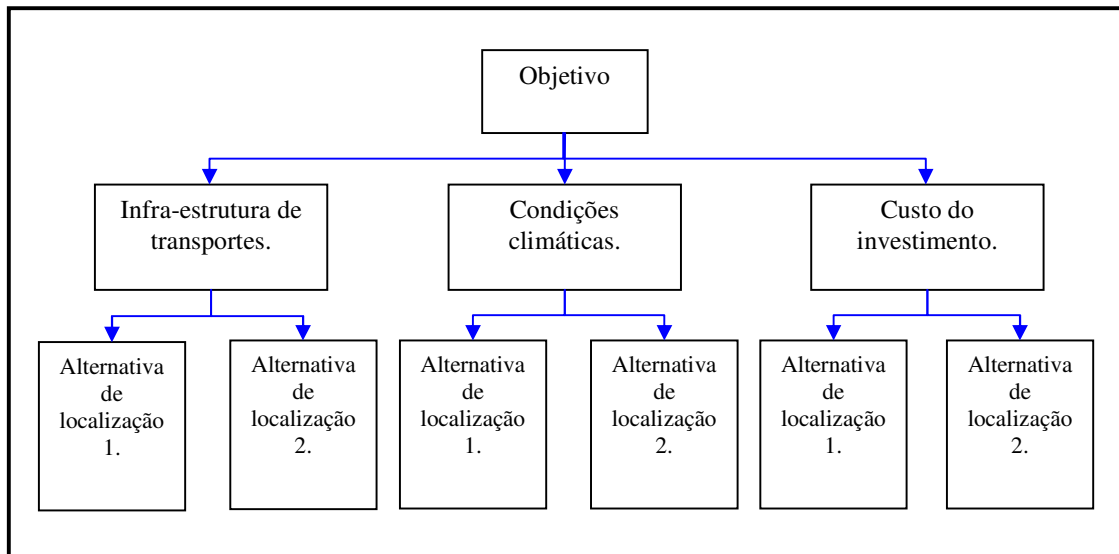 Objetivo
Infra-estrutura de
transportes.
Condições
climáticas.
Custo do
investimento.
Alternativa
de
localização
1.
Alternativa
de
localização
2.
Alternativa
de
localização
1.
Alternativa
de
localização
2.
Alternativa
de
localização
1.
Alternativa
de
localização
2.